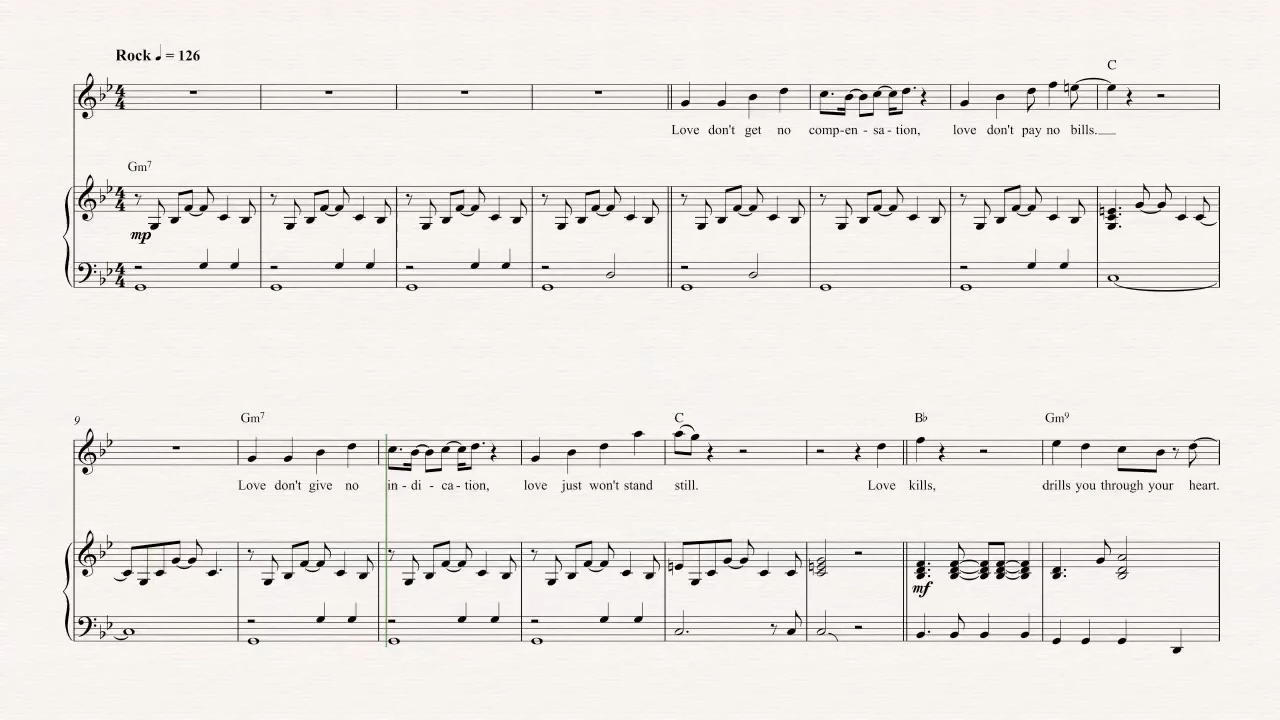 Rock ♩ = 126
C
Love don't get no comp-en - sa - tion, love don't pay no bills.
Gm7
mp
9 Gm7 C B♭ Gm9
Love don't give no in - di - ca - tion, love just won't stand still. Love kills, drills you through your heart.
mf